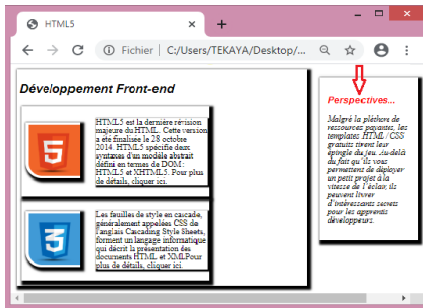 HTML5
Fichier | C:/Users/TEKAYA/Desktop/...
Développement Front-end
HTML5 est la dernière révision
majeure du HTML. Cette version
a été finalisée le 28 octobre
2014. HTML5 spécifie deux
syntaxes d'un modèle abstrait
défini en termes de DOM:
HTML5 et XHTML5. Pour plus
de détails, cliquer ici.
5
Les feuilles de style en cascade,
généralement appelées CSS de
l'anglais Cascading Style Sheets,
forment un langage informatique
qui décrit la présentation des
documents HTML et XMLPour
plus de détails, cliquer ici.
3
Perspectives...
Malgré la pléthore de
ressources payantes, les
templates HTML / CSS
gratuits tirent leur
épingle du jeu. Au-delà
du fait qu'ils vous
permettent de déployer
un petit projet à la
vitesse de l'éclair, ils
peuvent livrer
d'intéressants secrets
pour les apprentis
développeurs.